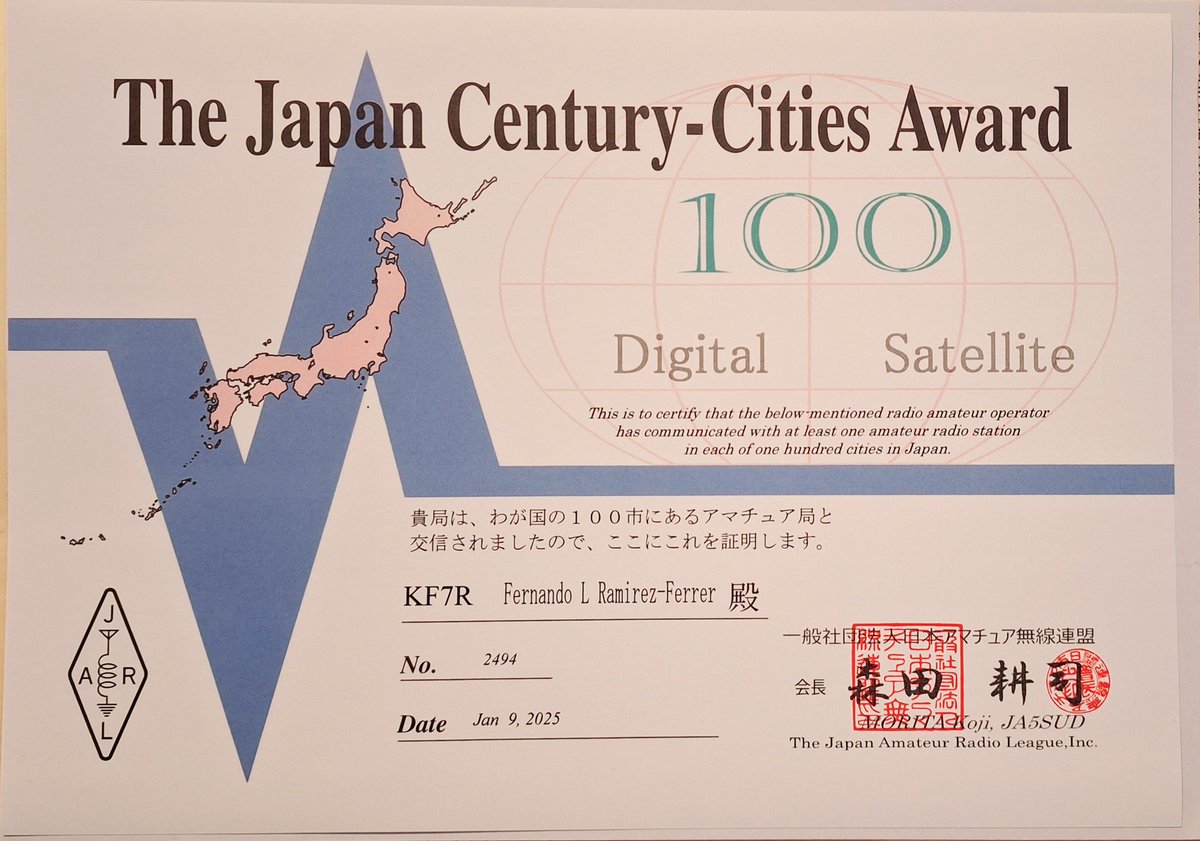 The Japan Century-Cities Award
100
Digital Satellite
This is to certify that the below-mentioned radio amateur operator
has communicated with at least one amateur radio station
in each of one hundred cities in Japan.
貴局は、わが国の１００市にあるアマチュア局と
交信されましたので、ここにこれを証明します。
KF7R Fernando L Ramirez-Ferrer 殿
No. 2494
Date Jan 9, 2025
J
A R
L
一般社団法人日本アマチュア無線連盟
会長 森田 耕司
MORITA Koji, JA5SUD
The Japan Amateur Radio League,Inc.